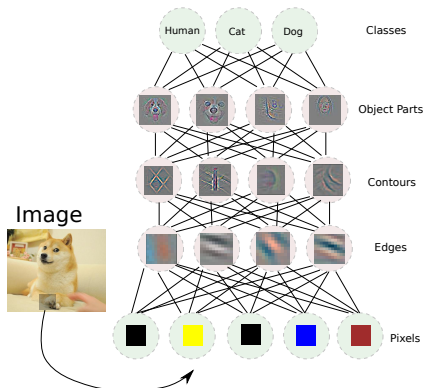 Human Cat Dog Classes
Object Parts
Contours
Image
Edges
Pixels